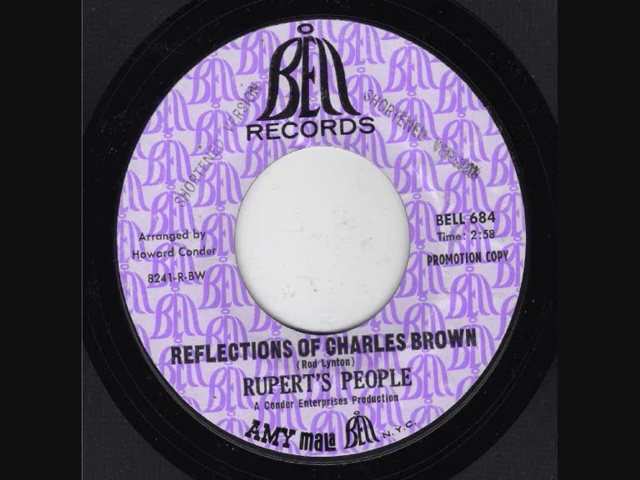 BELL
RECORDS
SHORTENED VERSION
SHORTENED VERSION
BELL 684
Time: 2:58
PROMOTION COPY
Arranged by
Howard Conder
8241-R-BW
REFLECTIONS OF CHARLES BROWN
(Rod Lynton)
RUPERT'S PEOPLE
A Conder Enterprises Production
AMY mala BELL N.Y.C.